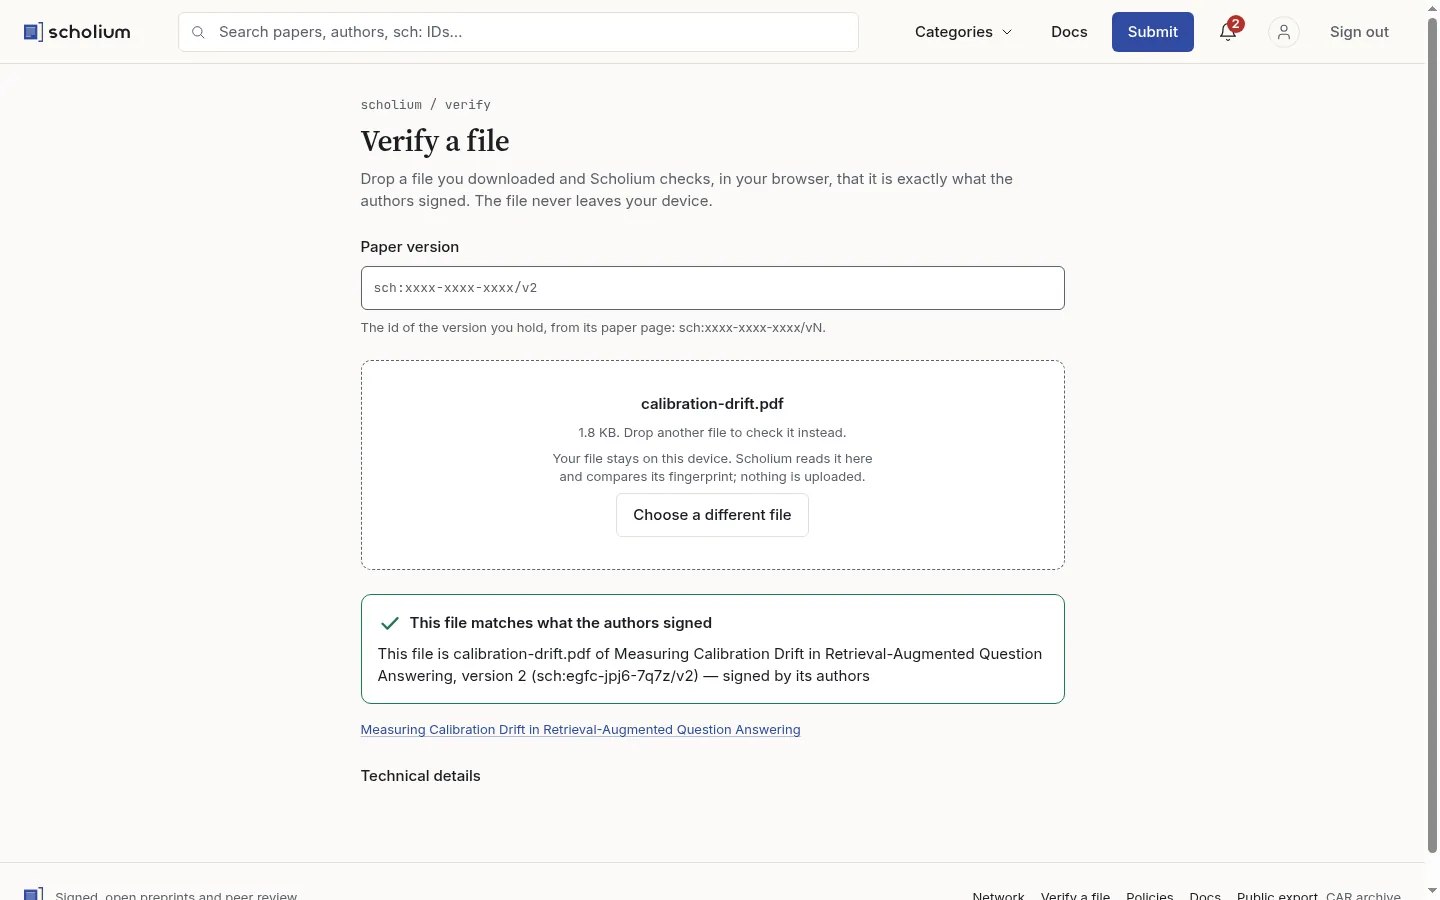 scholium
Search papers, authors, sch: IDs...
Categories
Docs
Submit
2
Sign out
scholium / verify
Verify a file
Drop a file you downloaded and Scholium checks, in your browser, that it is exactly what the
authors signed. The file never leaves your device.
Paper version
sch:xxxx-xxxx-xxxx/v2
The id of the version you hold, from its paper page: sch:xxxx-xxxx-xxxx/vN.
calibration-drift.pdf
1.8 KB. Drop another file to check it instead.
Your file stays on this device. Scholium reads it here
and compares its fingerprint; nothing is uploaded.
Choose a different file
This file matches what the authors signed
This file is calibration-drift.pdf of Measuring Calibration Drift in Retrieval-Augmented Question
Answering, version 2 (sch:egfc-jpj6-7q7z/v2) — signed by its authors
Measuring Calibration Drift in Retrieval-Augmented Question Answering
Technical details
Signed, open preprints and peer review
Network
Verify a file
Policies
Docs
Public export
CAR archive